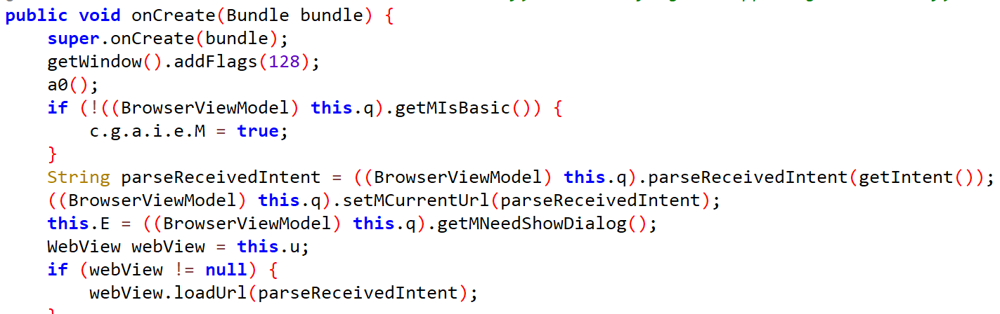 public void onCreate(Bundle bundle) {
super.onCreate(bundle);
getWindow().addFlags(128);
a0();
if (!((BrowserViewModel) this.q).getMIsBasic()) {
c.g.a.i.e.M = true;
}
String parseReceivedIntent = ((BrowserViewModel) this.q).parseReceivedIntent(getIntent());
((BrowserViewModel) this.q).setMCurrentUrl(parseReceivedIntent);
this.E = ((BrowserViewModel) this.q).getMNeedShowDialog();
WebView webView = this.u;
if (webView != null) {
webView.loadUrl(parseReceivedIntent);
}